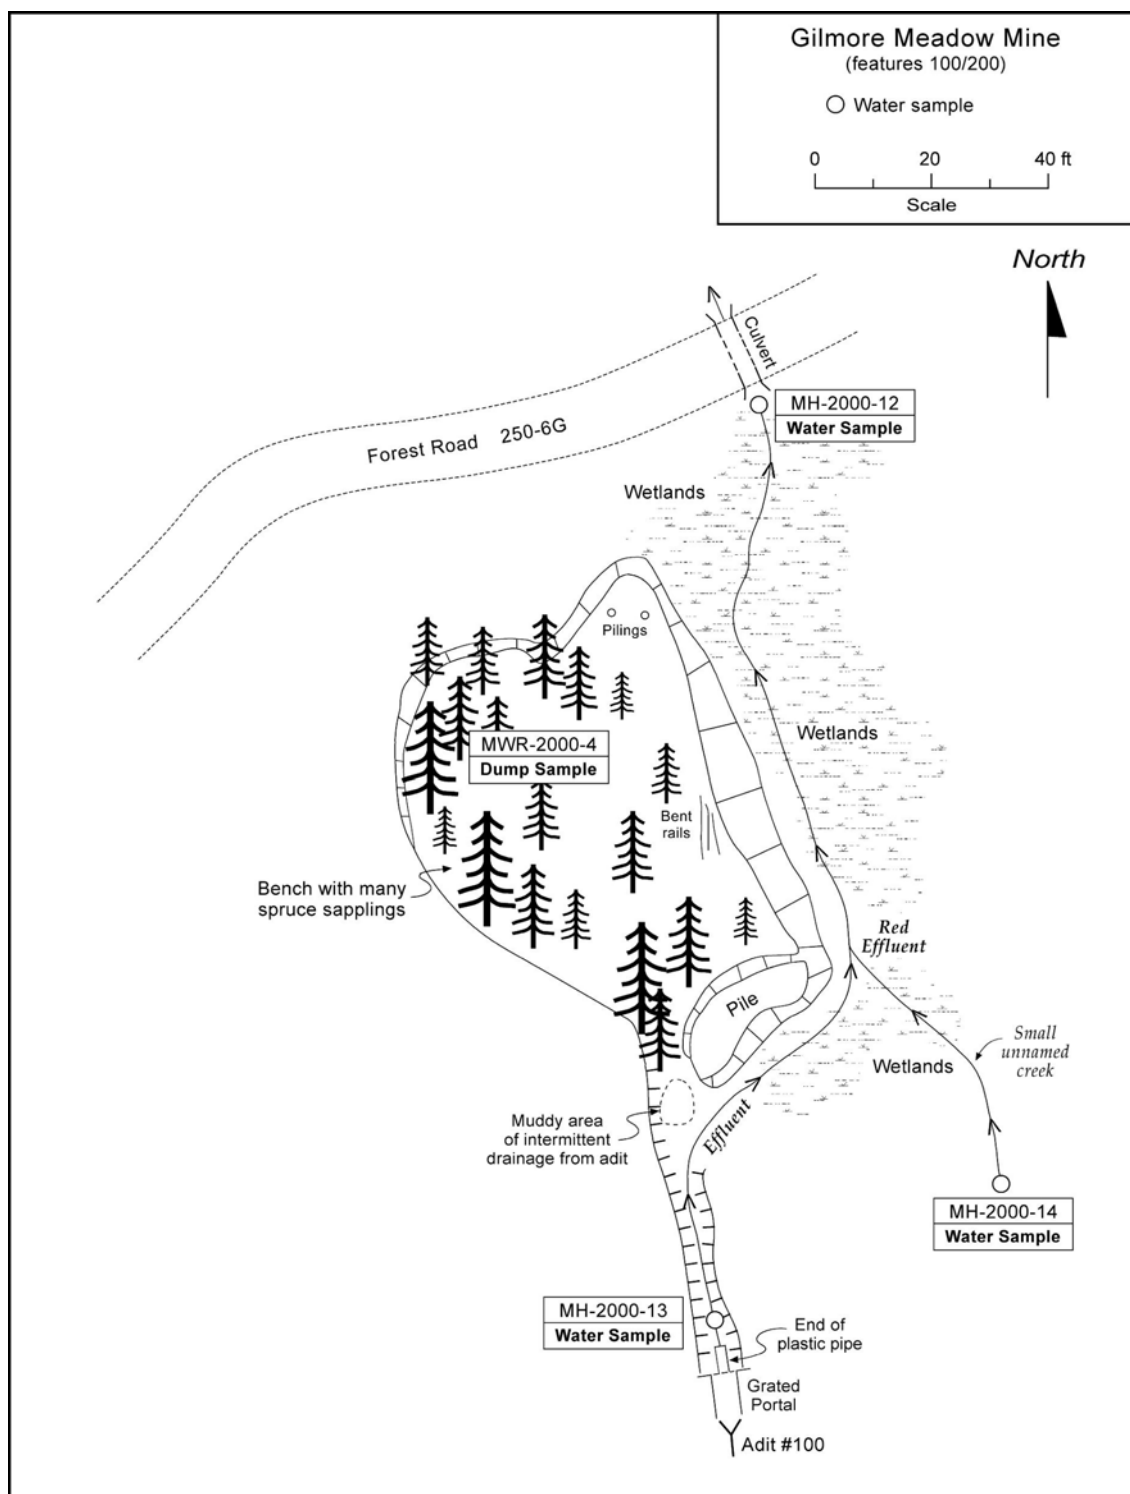 Gilmore Meadow Mine
(features 100/200)
Water sample
0 20 40 ft
Scale
North
Culvert
MH-2000-12
Water Sample
Forest Road 250-6G
Wetlands
Pilings
MWR-2000-4
Dump Sample
Wetlands
Bent
rails
Bench with many
spruce sapplings
Red
Effluent
Pile
Small
unnamed
creek
Wetlands
Muddy area
of intermittent
drainage from adit
Effluent
MH-2000-14
Water Sample
MH-2000-13
Water Sample
End of
plastic pipe
Grated
Portal
Adit #100